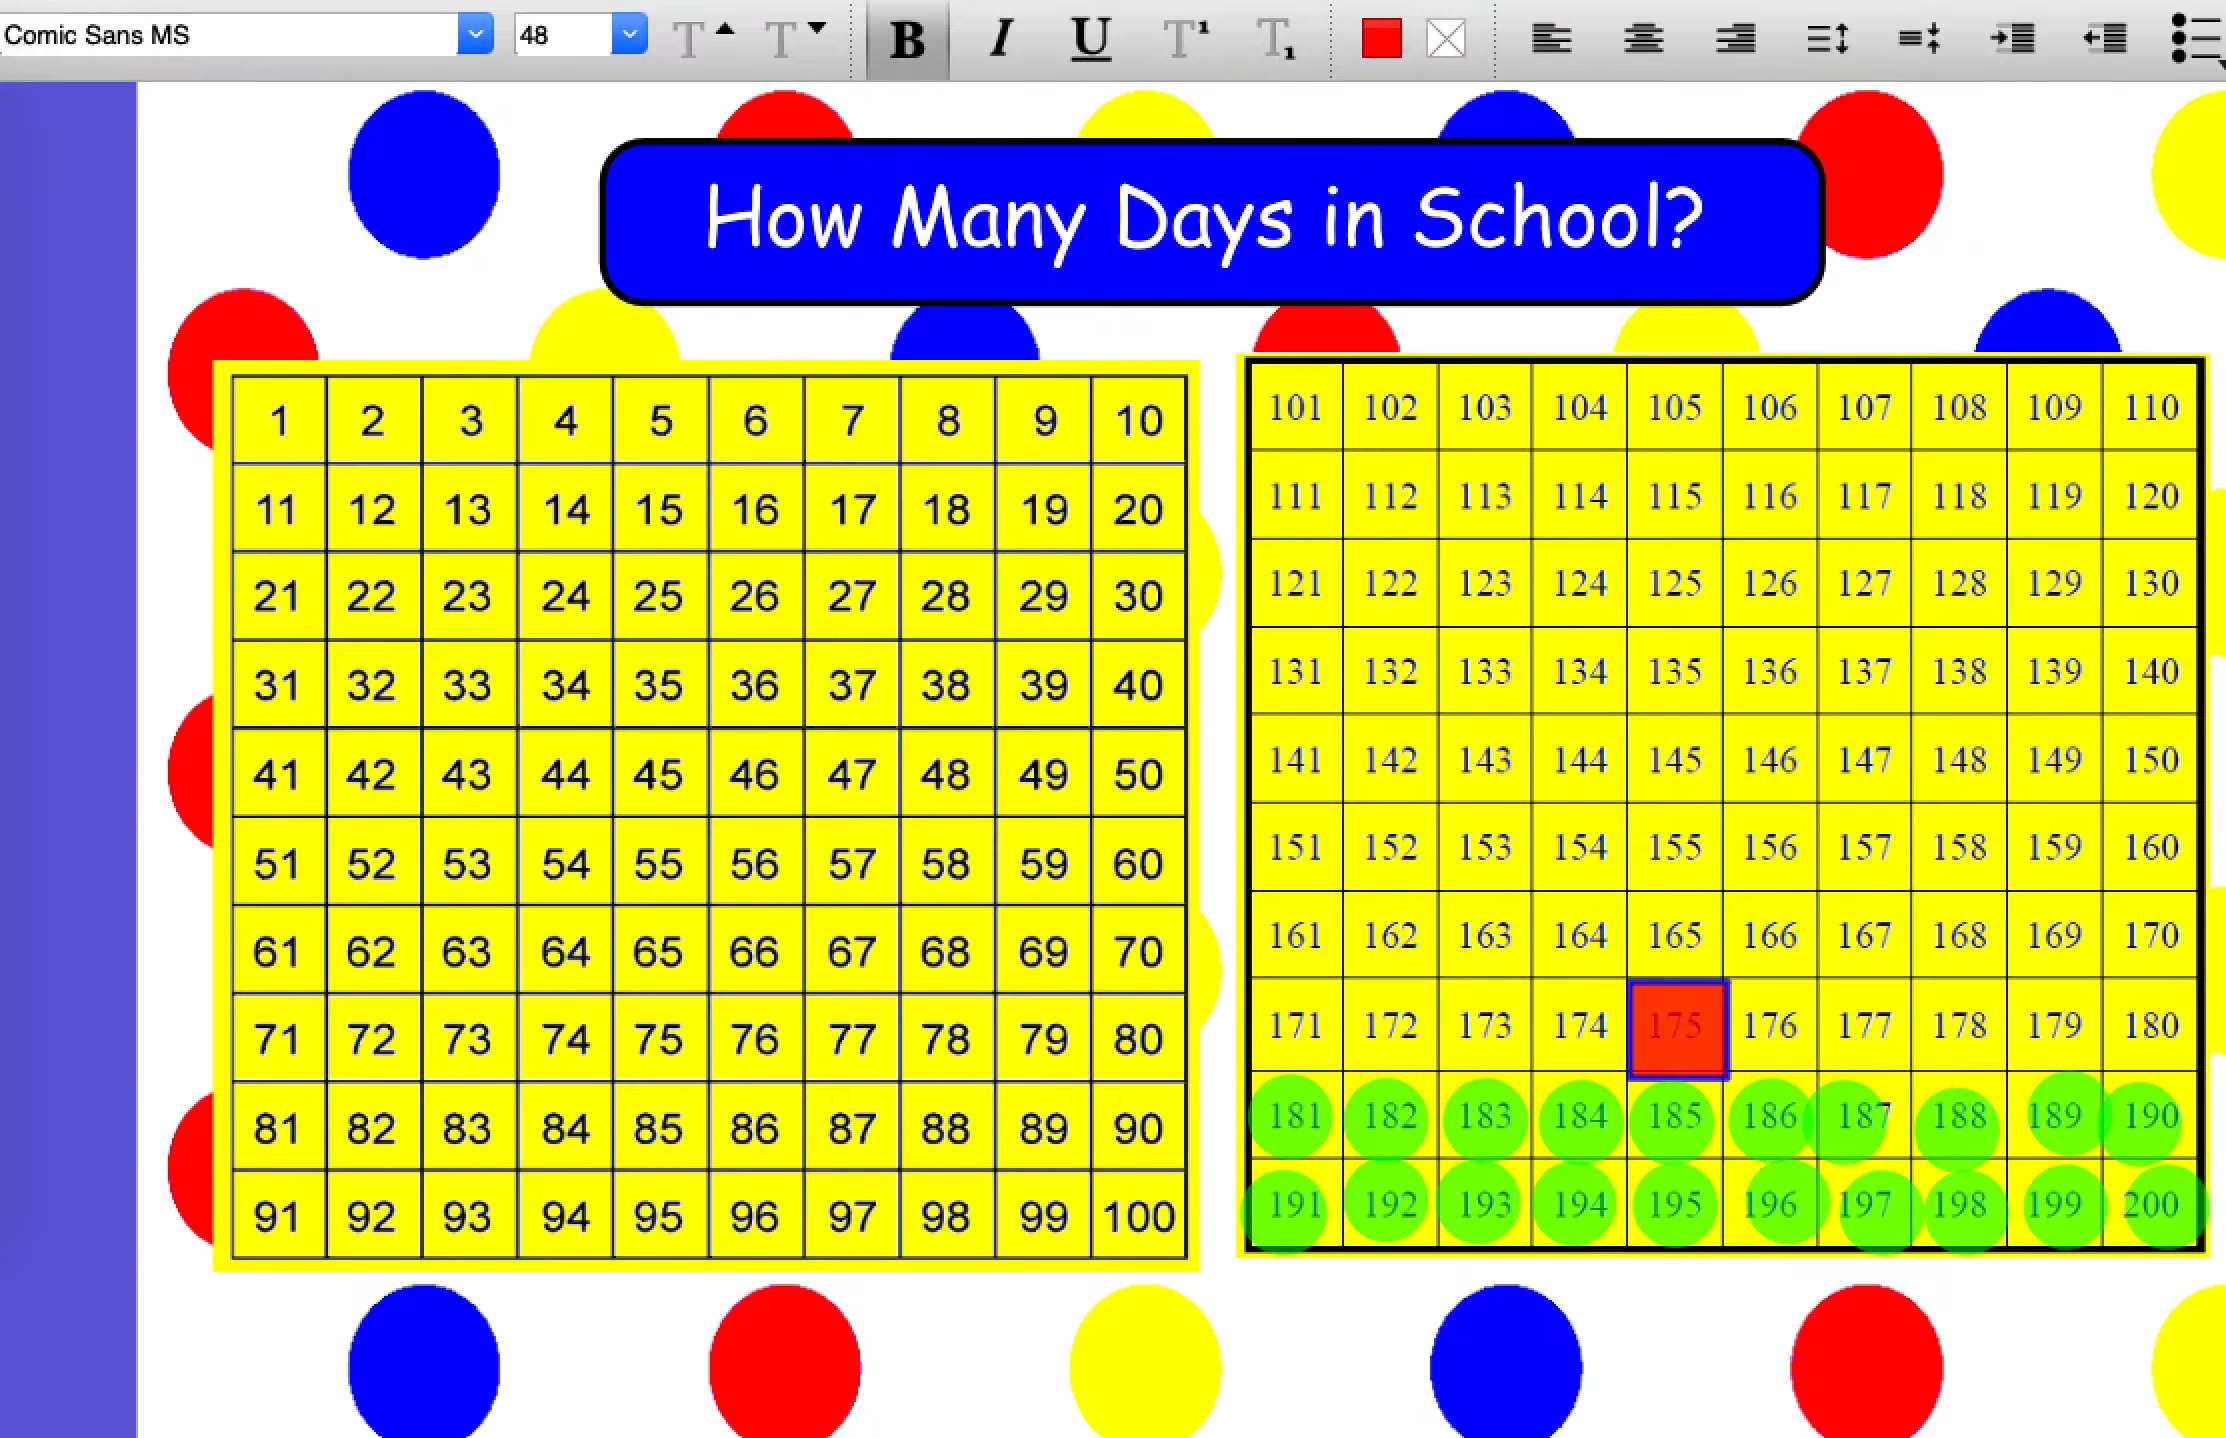 Comic Sans MS 48 T T B I U T¹ T₁
How Many Days in School?
1 2 3 4 5 6 7 8 9 10
11 12 13 14 15 16 17 18 19 20
21 22 23 24 25 26 27 28 29 30
31 32 33 34 35 36 37 38 39 40
41 42 43 44 45 46 47 48 49 50
51 52 53 54 55 56 57 58 59 60
61 62 63 64 65 66 67 68 69 70
71 72 73 74 75 76 77 78 79 80
81 82 83 84 85 86 87 88 89 90
91 92 93 94 95 96 97 98 99 100
101 102 103 104 105 106 107 108 109 110
111 112 113 114 115 116 117 118 119 120
121 122 123 124 125 126 127 128 129 130
131 132 133 134 135 136 137 138 139 140
141 142 143 144 145 146 147 148 149 150
151 152 153 154 155 156 157 158 159 160
161 162 163 164 165 166 167 168 169 170
171 172 173 174 175 176 177 178 179 180
181 182 183 184 185 186 187 188 189 190
191 192 193 194 195 196 197 198 199 200